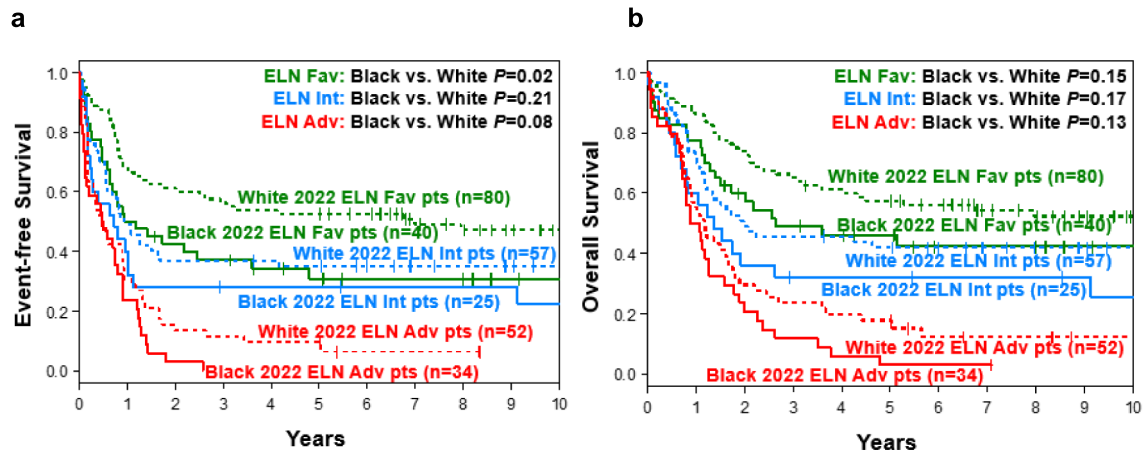 a
Event-free Survival
1.0
0.8
0.6
0.4
0.2
0.0
ELN Fav: Black vs. White P=0.02
ELN Int: Black vs. White P=0.21
ELN Adv: Black vs. White P=0.08
White 2022 ELN Fav pts (n=80)
Black 2022 ELN Fav pts (n=40)
White 2022 ELN Int pts (n=57)
Black 2022 ELN Int pts (n=25)
White 2022 ELN Adv pts (n=52)
Black 2022 ELN Adv pts (n=34)
0 1 2 3 4 5 6 7 8 9 10
Years
b
Overall Survival
1.0
0.8
0.6
0.4
0.2
0.0
ELN Fav: Black vs. White P=0.15
ELN Int: Black vs. White P=0.17
ELN Adv: Black vs. White P=0.13
White 2022 ELN Fav pts (n=80)
Black 2022 ELN Fav pts (n=40)
White 2022 ELN Int pts (n=57)
Black 2022 ELN Int pts (n=25)
White 2022 ELN Adv pts (n=52)
Black 2022 ELN Adv pts (n=34)
0 1 2 3 4 5 6 7 8 9 10
Years